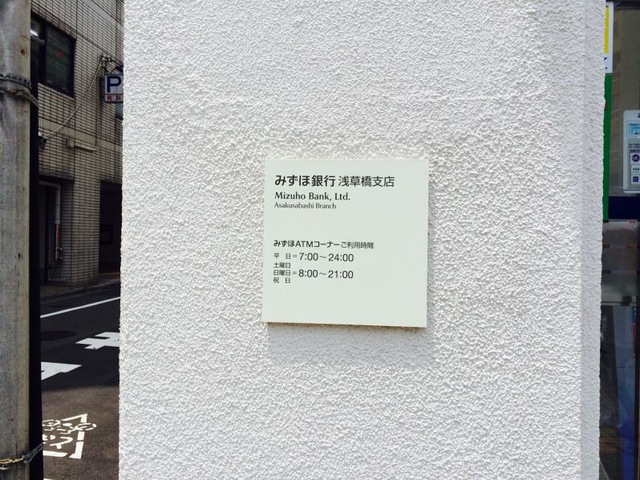 みずほ銀行 浅草橋支店
Mizuho Bank, Ltd.
Asakusabashi Branch
みずほATMコーナーご利用時間
平　日=7:00～24:00
土曜日
日曜日=8:00～21:00
祝　日
P